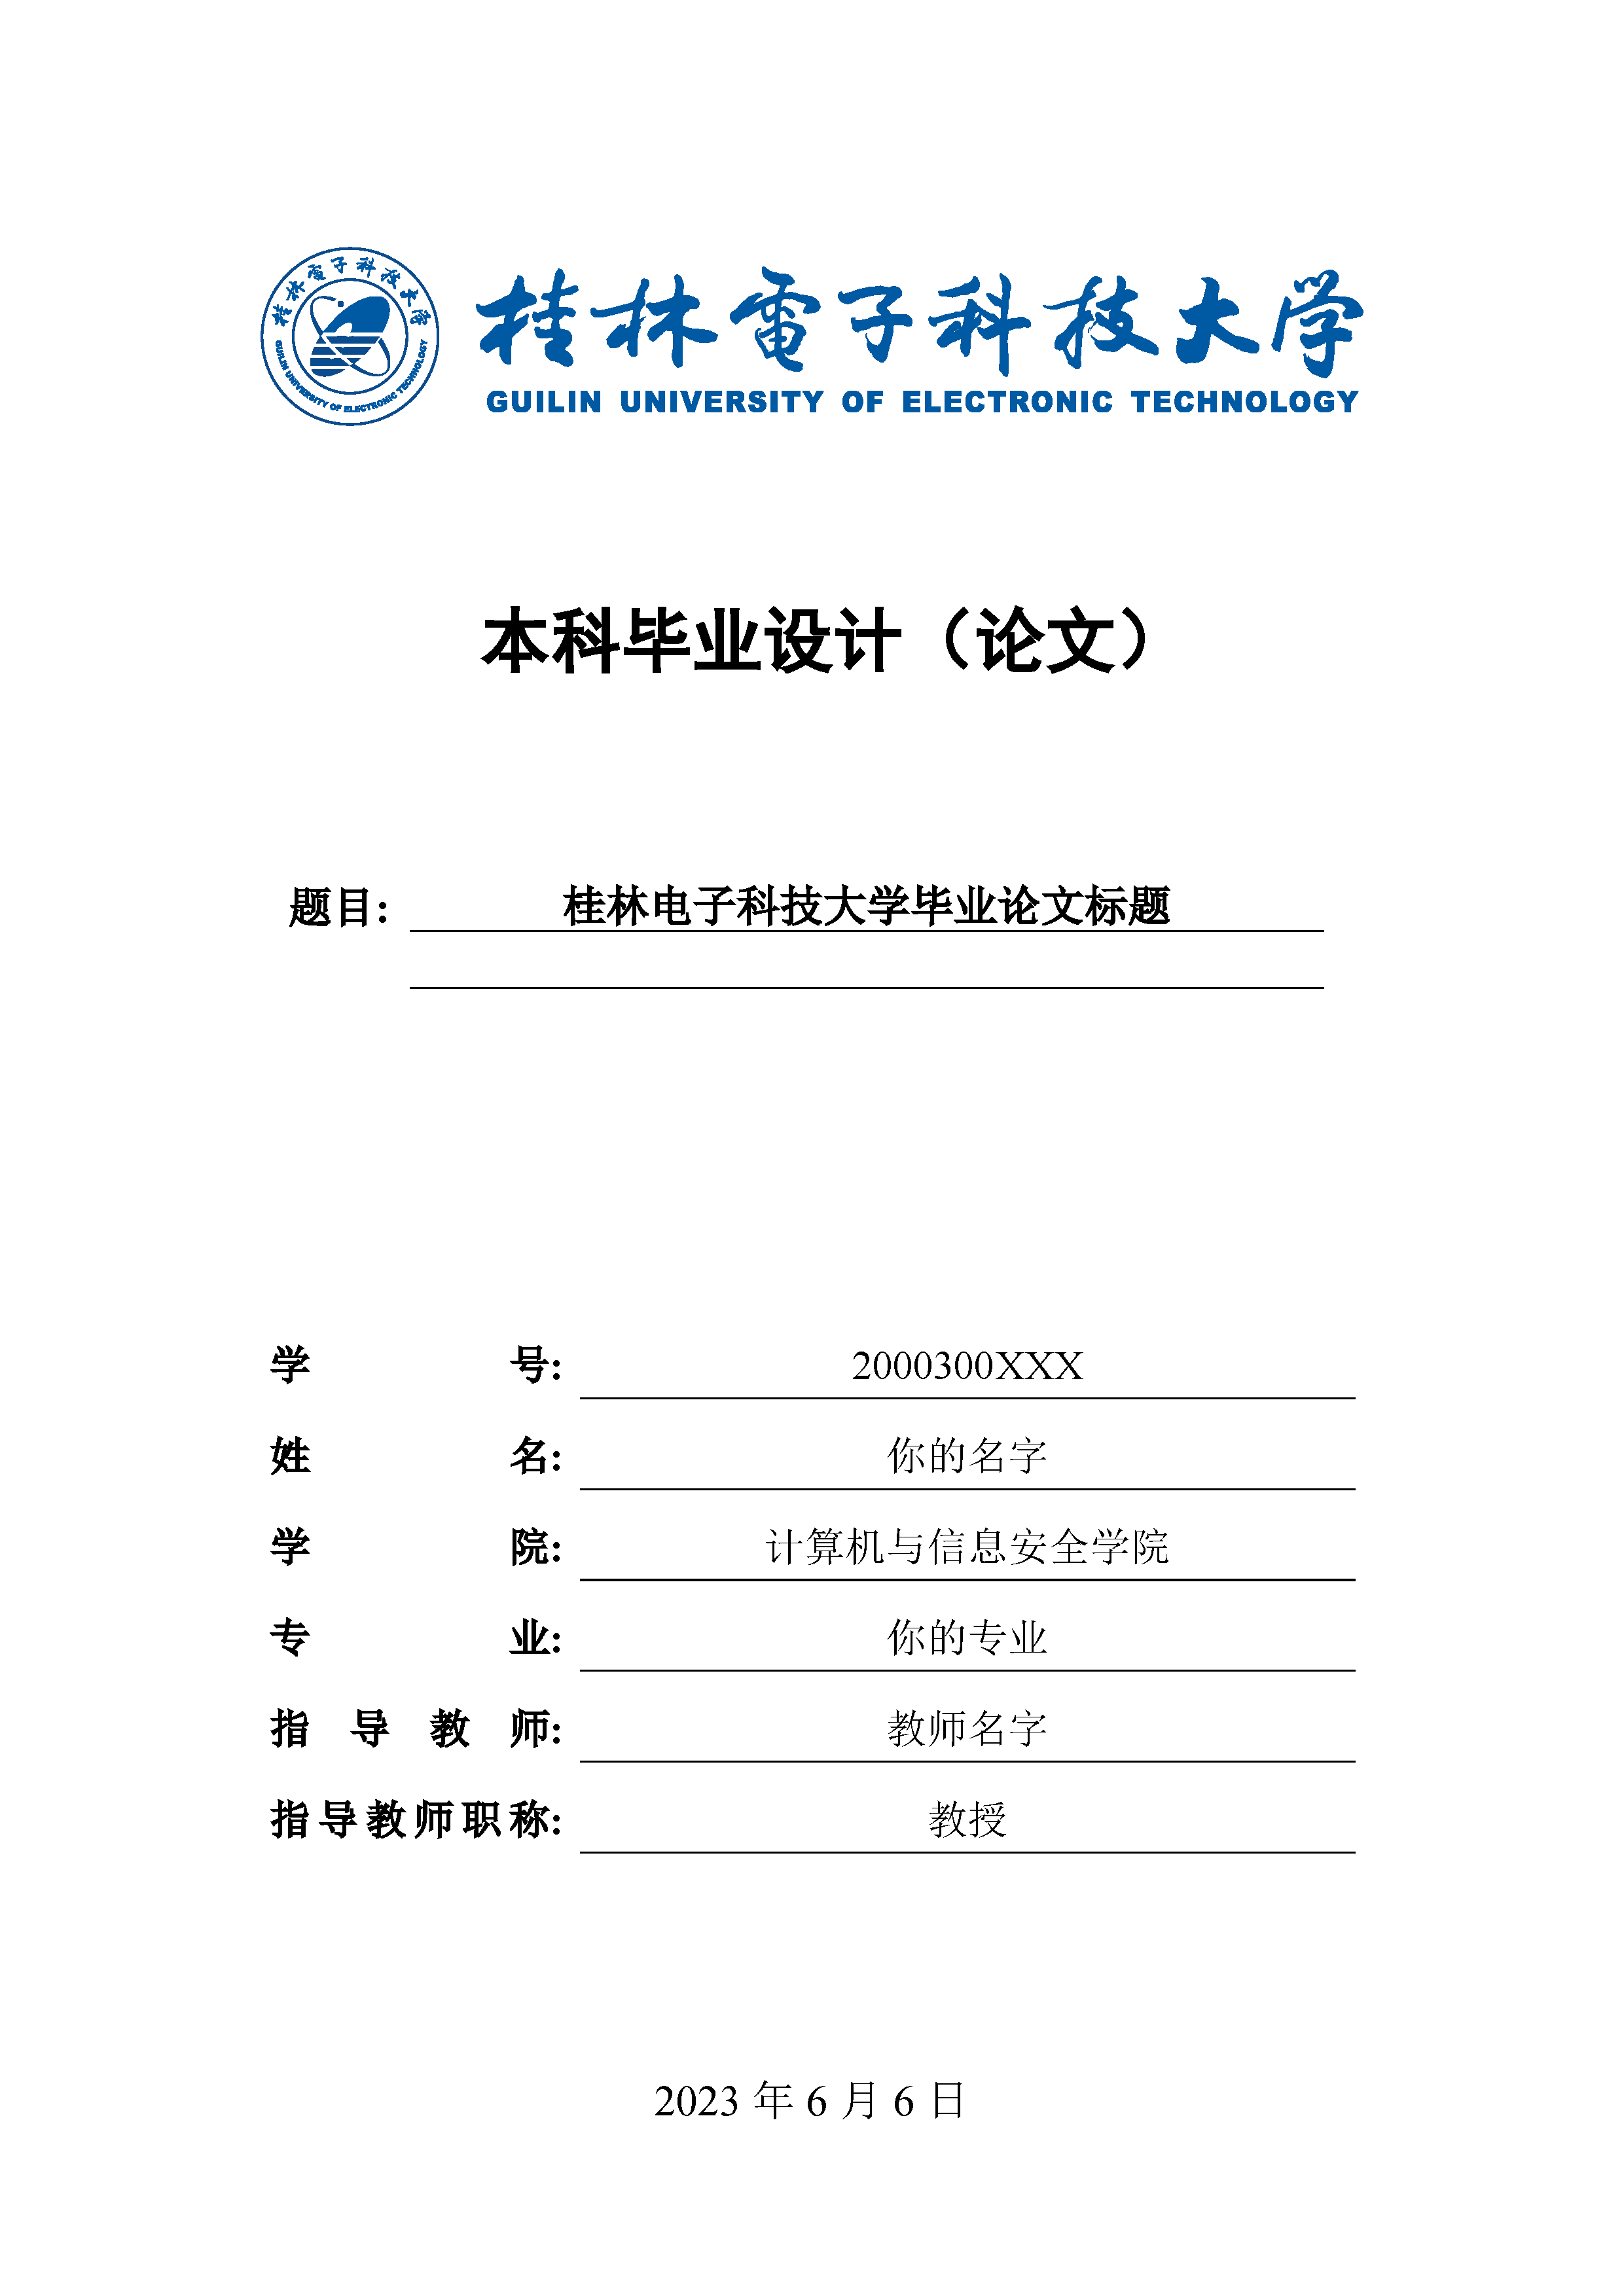 桂林電子科技大学
GUILIN UNIVERSITY OF ELECTRONIC TECHNOLOGY
桂林電子科技大学
GUILIN UNIVERSITY OF ELECTRONIC TECHNOLOGY
本科毕业设计（论文）
题目: 桂林电子科技大学毕业论文标题
学号: 2000300XXX
姓名: 你的名字
学院: 计算机与信息安全学院
专业: 你的专业
指导教师: 教师名字
指导教师职称: 教授
2023 年 6 月 6 日